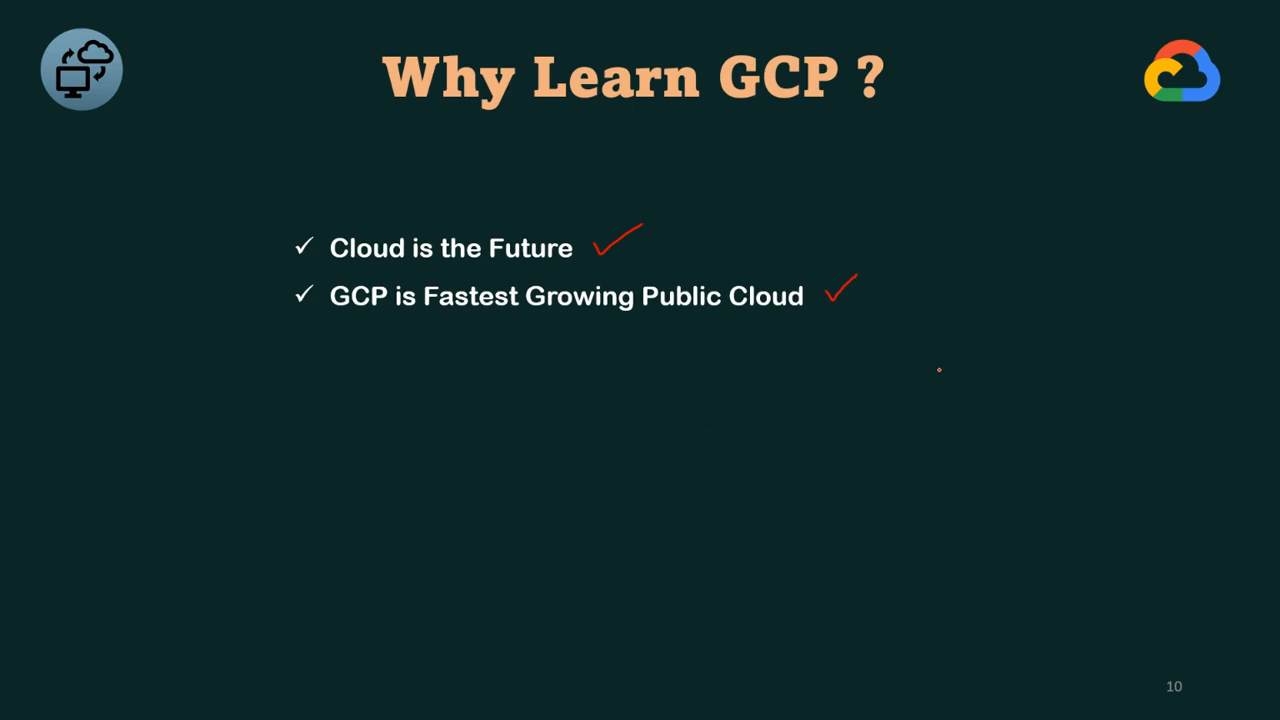 Why Learn GCP ?
✓ Cloud is the Future
✓ GCP is Fastest Growing Public Cloud
10